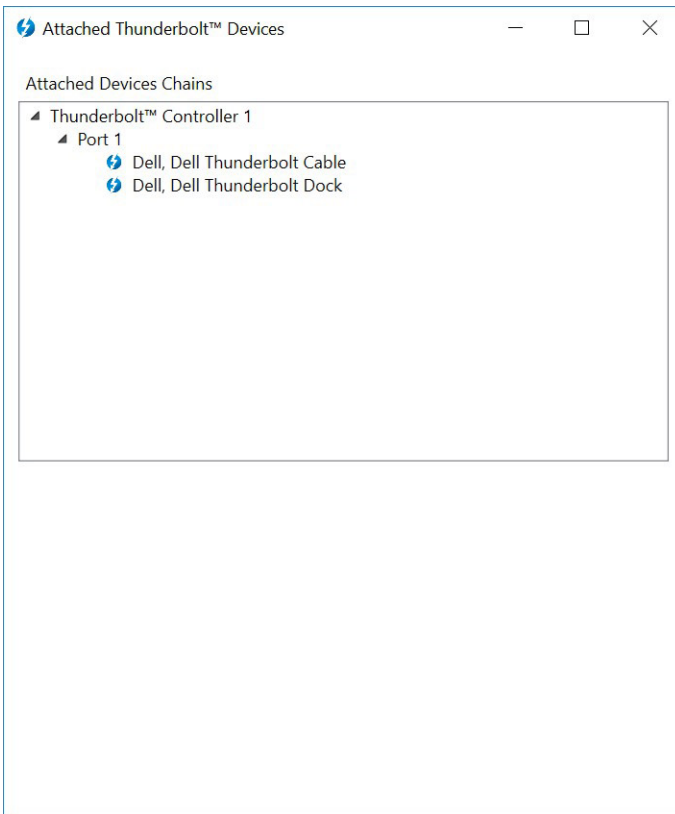 Attached Thunderbolt™ Devices
Attached Devices Chains
Thunderbolt™ Controller 1
Port 1
Dell, Dell Thunderbolt Cable
Dell, Dell Thunderbolt Dock